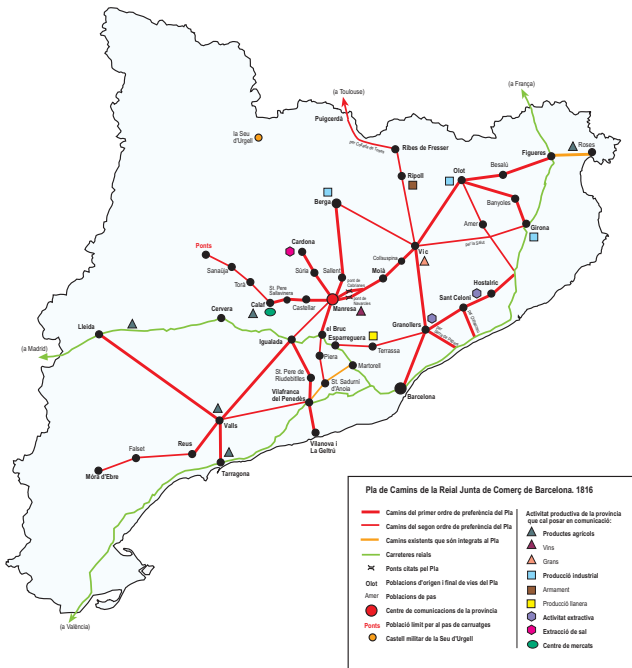 (a França)
(a Toulouse)
Puigcerdà
la Seu
d'Urgell
Ribes de Fresser
Roses
Figueres
Besalú
Olot
Ripoll
Berga
Banyoles
Amer
Girona
Vic
Cardona
Collsuspina
Ponts
Sanaüja
Súria
Sallent
Moià
pont de
Cabrianes
Torà
St. Pere
Sallavinera
Calaf
Castellar
Manresa
pont de
Navarcles
Hostalric
Sant Celoni
Granollers
Cervera
Lleida
(a Madrid)
Igualada
el Bruc
Esparreguera
Terrassa
Piera
Martorell
St. Pere de
Riudebitlles
St. Sadurní
d'Anoia
Vilafranca
del Penedès
Barcelona
Valls
Vilanova i
La Geltrú
Reus
Falset
Móra d'Ebre
Tarragona
(a València)
Pla de Camins de la Reial Junta de Comerç de Barcelona. 1816
Camins del primer ordre de preferència del Pla
Camins del segon ordre de preferència del Pla
Camins existents que són integrats al Pla
Carreteres reials
Ponts citats pel Pla
Olot Poblacions d'origen i final de vies del Pla
Amer Poblacions de pas
Centre de comunicacions de la província
Ponts Població límit per al pas de carruatges
Castell militar de la Seu d'Urgell
Activitat productiva de la província
que cal posar en comunicació:
Productes agrícols
Vins
Grans
Producció industrial
Armament
Producció llanera
Activitat extractiva
Extracció de sal
Centre de mercats